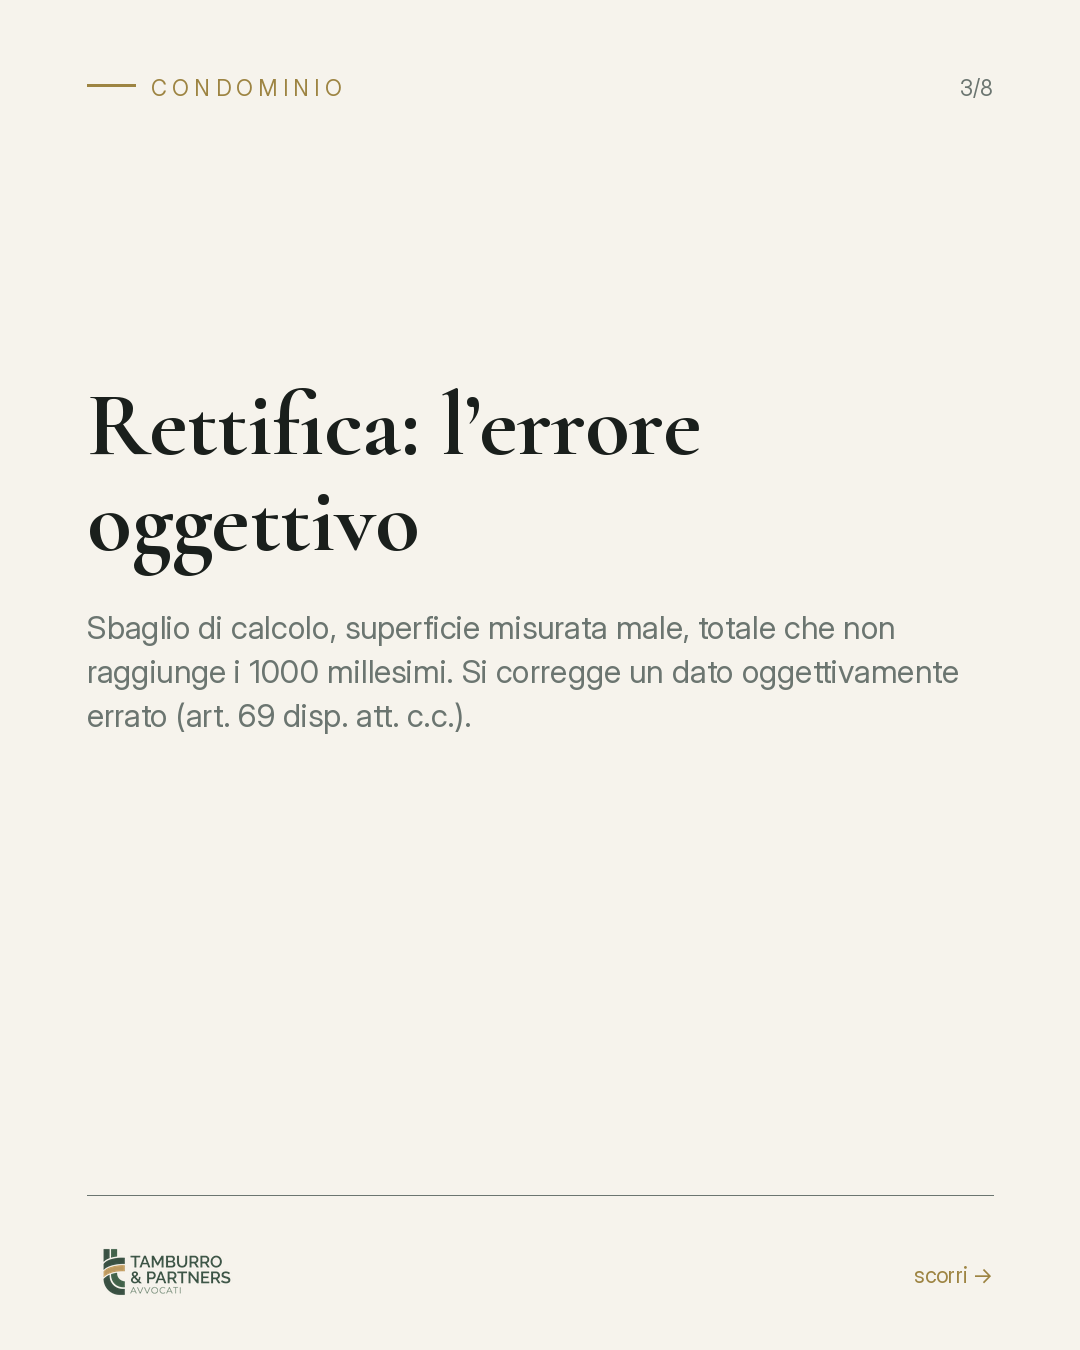 CONDOMINIO
3/8
Rettifica: l’errore
oggettivo
Sbaglio di calcolo, superficie misurata male, totale che non
raggiunge i 1000 millesimi. Si corregge un dato oggettivamente
errato (art. 69 disp. att. c.c.).
TAMBURRO
& PARTNERS
AVVOCATI
scorri →